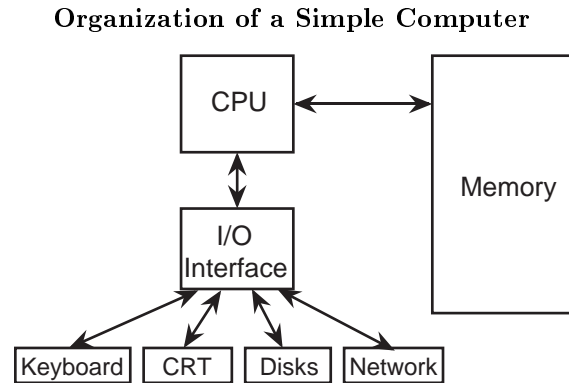 Organization of a Simple Computer
CPU
Memory
I/O
Interface
Keyboard
CRT
Disks
Network